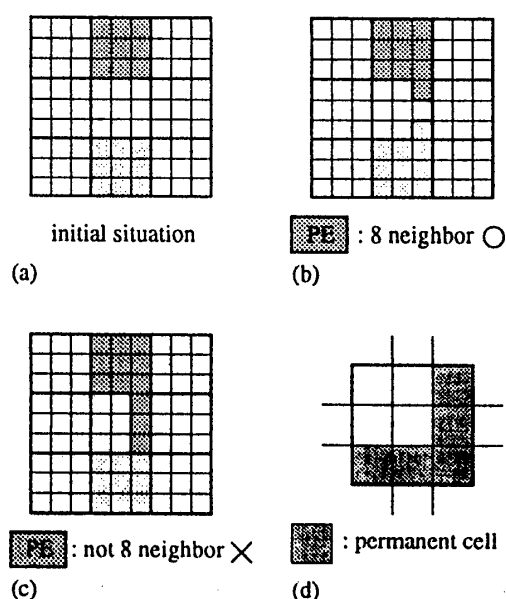 initial situation
(a)
PE : 8 neighbor ○
(b)
PE : not 8 neighbor ×
(c)
: permanent cell
(d)